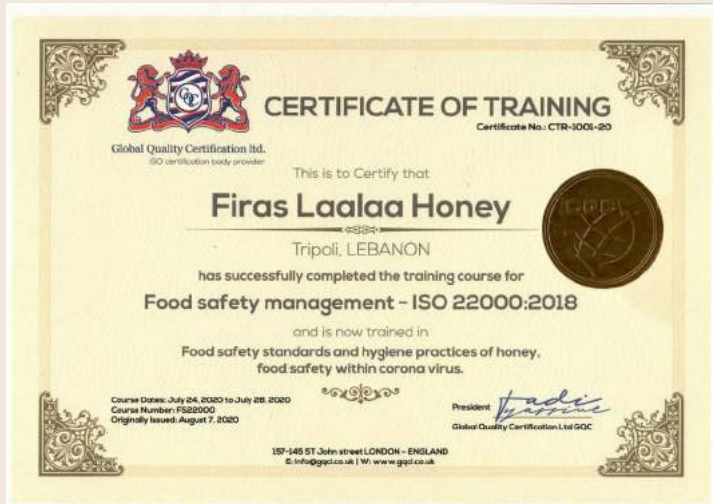 CERTIFICATE OF TRAINING
Certificate No.: CTR-1001-20
GQC
Global Quality Certification ltd.
ISO certification body provider
This is to Certify that
Firas Laalaa Honey
Tripoli, LEBANON
has successfully completed the training course for
Food safety management - ISO 22000:2018
and is now trained in
Food safety standards and hygiene practices of honey,
food safety within corona virus.
Course Dates: July 24, 2020 to July 28, 2020
Course Number: FS22000
Originally Issued: August 7, 2020
President
Global Quality Certification Ltd GQC
157-145 ST John street LONDON - ENGLAND
E: info@gqcl.co.uk | W: www.gqcl.co.uk